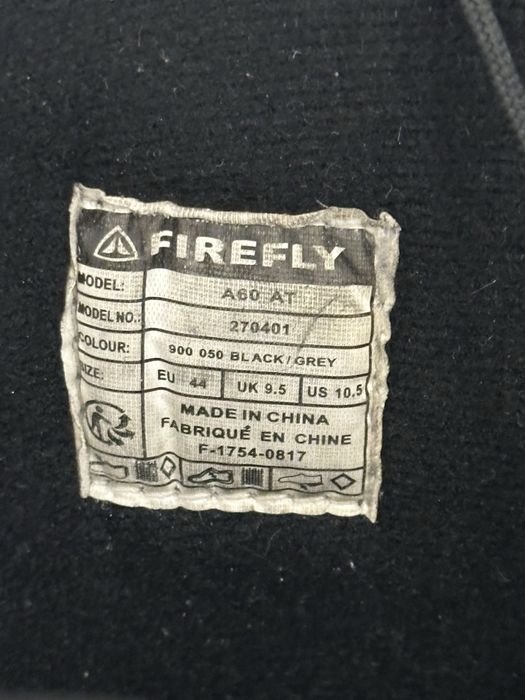 FIREFLY
MODEL: A60 AT
MODEL NO.: 270401
COLOUR: 900 050 BLACK/GREY
SIZE: EU 44 UK 9.5 US 10.5
MADE IN CHINA
FABRIQUÉ EN CHINE
F-1754-0817